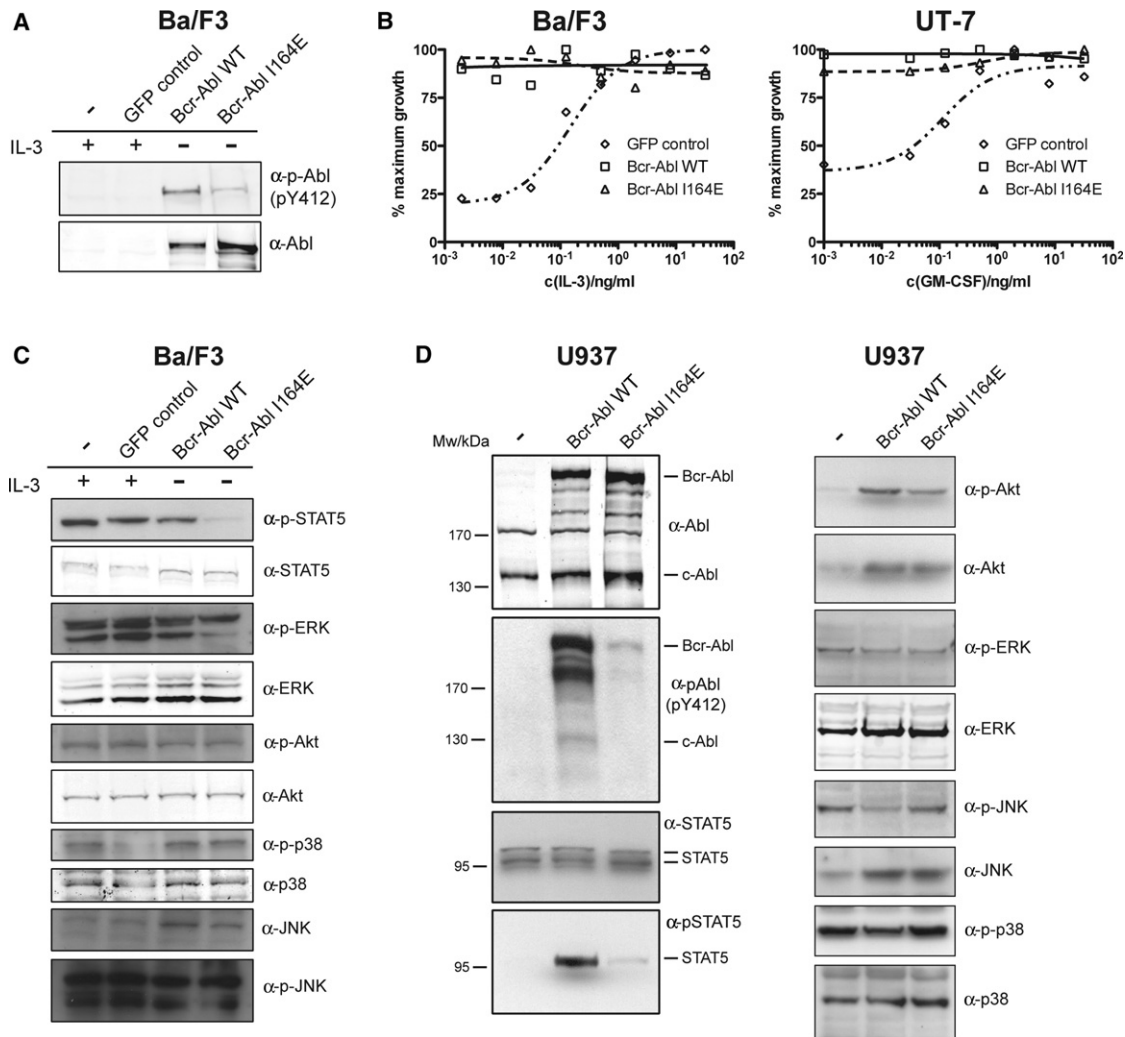 A
Ba/F3
-
GFP control
Bcr-Abl WT
Bcr-Abl I164E
IL-3
+
+
-
-
α-p-Abl
(pY412)
α-Abl
B
Ba/F3
% maximum growth
100
75
50
25
0
GFP control
Bcr-Abl WT
Bcr-Abl I164E
10⁻³ 10⁻² 10⁻¹ 10⁰ 10¹ 10²
c(IL-3)/ng/ml
UT-7
% maximum growth
100
75
50
25
0
GFP control
Bcr-Abl WT
Bcr-Abl I164E
10⁻³ 10⁻² 10⁻¹ 10⁰ 10¹ 10²
c(GM-CSF)/ng/ml
C
Ba/F3
-
GFP control
Bcr-Abl WT
Bcr-Abl I164E
IL-3
+
+
-
-
α-p-STAT5
α-STAT5
α-p-ERK
α-ERK
α-p-Akt
α-Akt
α-p-p38
α-p38
α-JNK
α-p-JNK
D
U937
-
Bcr-Abl WT
Bcr-Abl I164E
Mw/kDa
Bcr-Abl
α-Abl
170
c-Abl
130
Bcr-Abl
α-pAbl
(pY412)
170
130
c-Abl
α-STAT5
95
STAT5
α-pSTAT5
95
STAT5
U937
-
Bcr-Abl WT
Bcr-Abl I164E
α-p-Akt
α-Akt
α-p-ERK
α-ERK
α-p-JNK
α-JNK
α-p-p38
α-p38